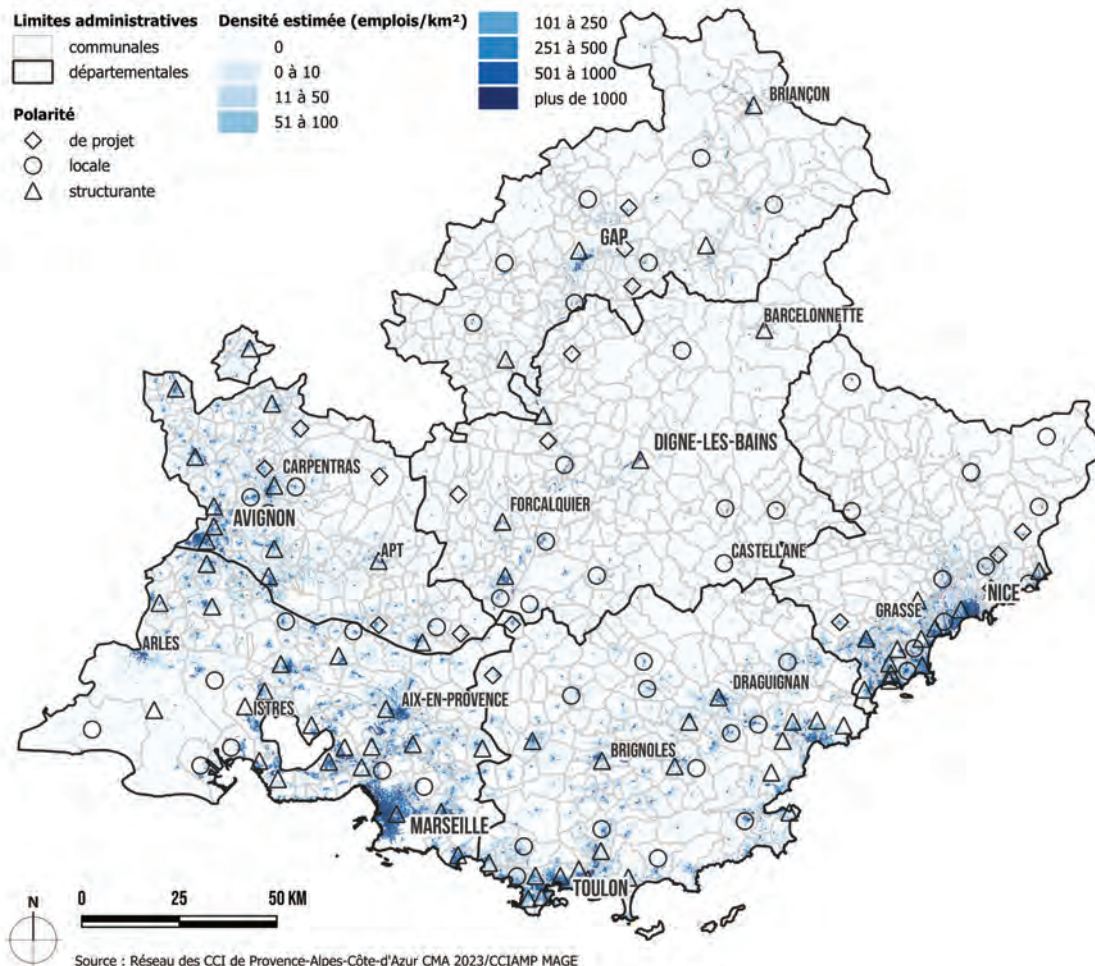 Limites administratives
communales
départementales
Polarité
de projet
locale
structurante
Densité estimée (emplois/km²)
0
0 à 10
11 à 50
51 à 100
101 à 250
251 à 500
501 à 1000
plus de 1000
BRIANÇON
GAP
BARCELONNETTE
DIGNE-LES-BAINS
CARPENTRAS
FORCALQUIER
AVIGNON
APT
CASTELLANE
NICE
GRASSE
ARLES
DRAGUIGNAN
AIX-EN-PROVENCE
ISTRES
BRIGNOLES
MARSEILLE
TOULON
0 25 50 KM
N
Source : Réseau des CCI de Provence-Alpes-Côte-d'Azur CMA 2023/CCIAMP MAGE